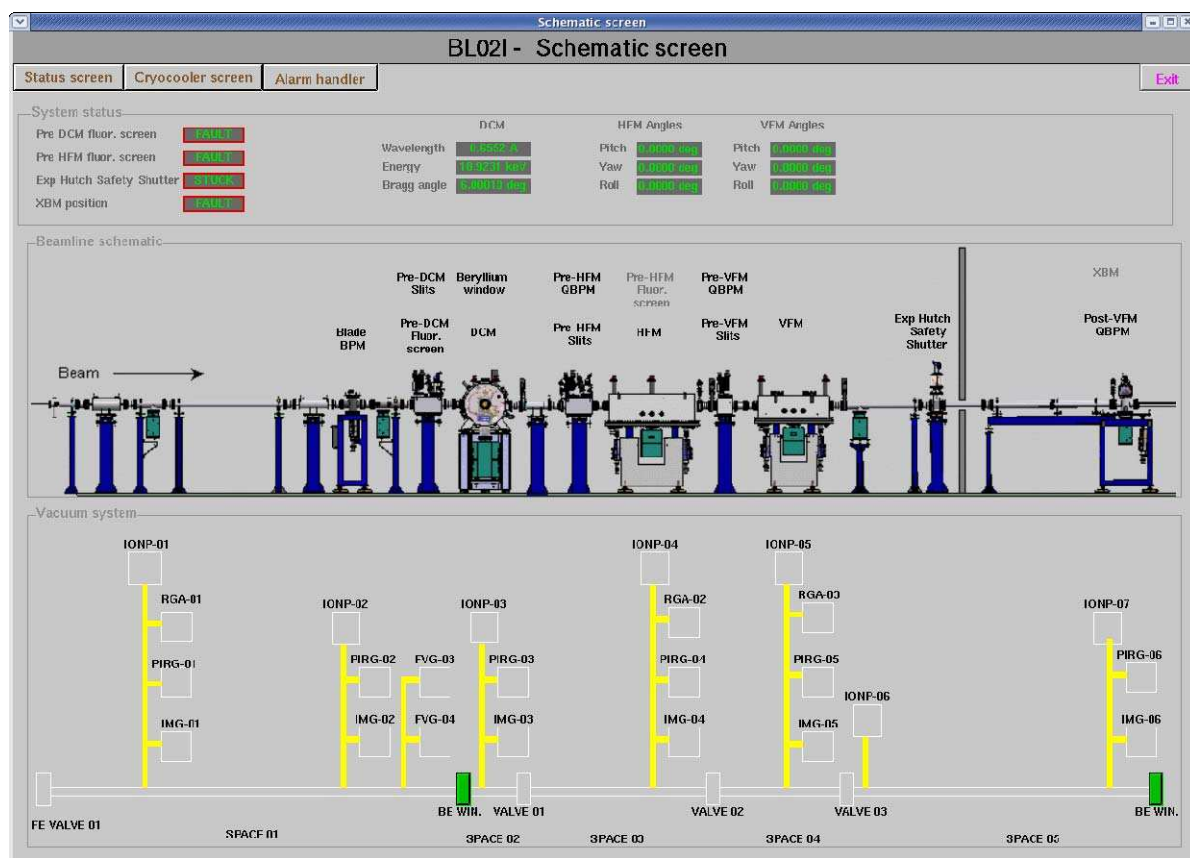 Schematic screen
BL02I - Schematic screen
Status screen
Cryocooler screen
Alarm handler
Exit
System status
Pre DCM fluor. screen FAULT
Pre HFM fluor. screen FAULT
Exp Hutch Safety Shutter STUCK
XBM position FAULT
DCM
Wavelength 0.6552 A
Energy 18.9231 keV
Bragg angle 6.00013 deg
HFM Angles
Pitch 0.0000 deg
Yaw 0.0000 deg
Roll 0.0000 deg
VFM Angles
Pitch 0.0000 deg
Yaw 0.0000 deg
Roll 0.0000 deg
Beamline schematic
Pre-DCM
Slits
Beryllium
window
Pre-HFM
QBPM
Pre-HFM
Fluor.
screen
Pre-VFM
QBPM
XBM
Blade
BPM
Pre-DCM
Fluor.
screen
DCM
Pre-HFM
Slits
HFM
Pre-VFM
Slits
VFM
Exp Hutch
Safety
Shutter
Post-VFM
QBPM
Beam
Vacuum system
IONP-01
IONP-04
IONP-05
RGA-01
IONP-02
IONP-03
RGA-02
RGA-03
IONP-07
PIRG-01
PIRG-02
FVG-03
PIRG-03
PIRG-04
PIRG-05
PIRG-06
IONP-06
IMG-01
IMG-02
FVG-04
IMG-03
IMG-04
IMG-05
IMG-06
FE VALVE 01
BE WIN.
VALVE 01
VALVE 02
VALVE 03
BE WIN.
SPACE 01
SPACE 02
SPACE 03
SPACE 04
SPACE 05